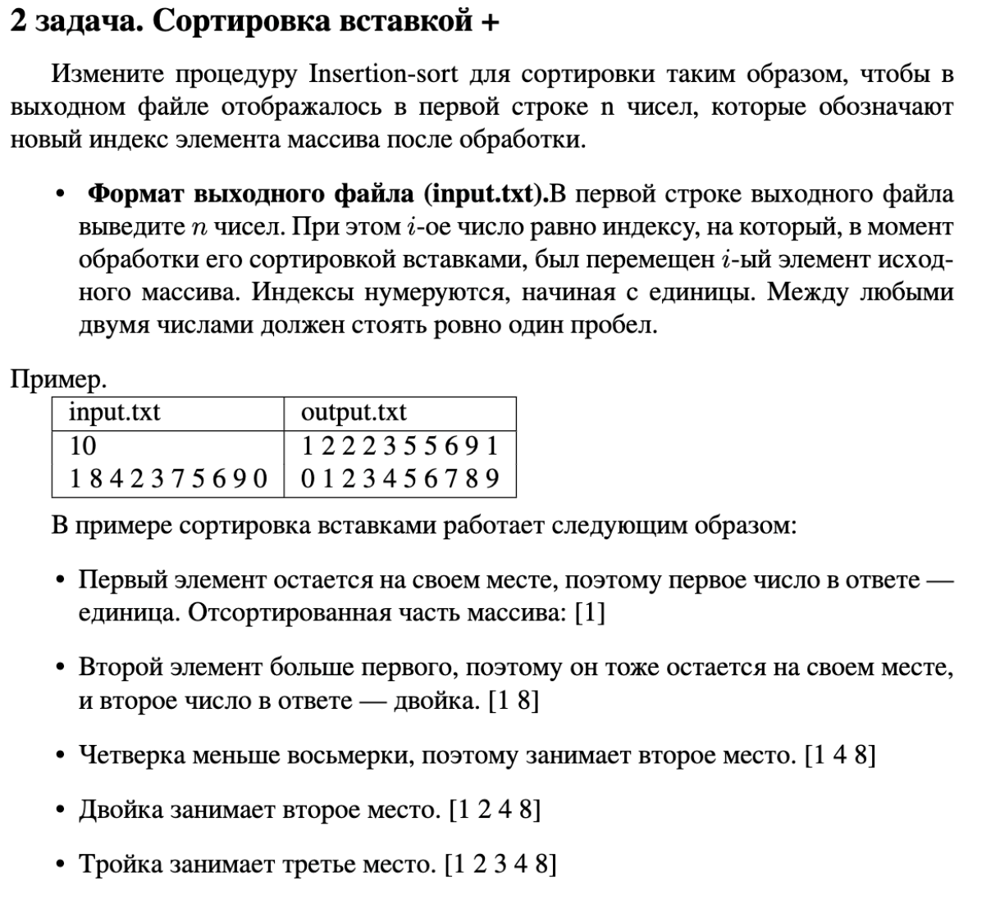 2 задача. Сортировка вставкой +
Измените процедуру Insertion-sort для сортировки таким образом, чтобы в
выходном файле отображалось в первой строке n чисел, которые обозначают
новый индекс элемента массива после обработки.
• Формат выходного файла (input.txt).В первой строке выходного файла
выведите n чисел. При этом i-ое число равно индексу, на который, в момент
обработки его сортировкой вставками, был перемещен i-ый элемент исход-
ного массива. Индексы нумеруются, начиная с единицы. Между любыми
двумя числами должен стоять ровно один пробел.
Пример.
input.txt output.txt
10 1 2 2 2 3 5 5 6 9 1
1 8 4 2 3 7 5 6 9 0 0 1 2 3 4 5 6 7 8 9
В примере сортировка вставками работает следующим образом:
• Первый элемент остается на своем месте, поэтому первое число в ответе —
единица. Отсортированная часть массива: [1]
• Второй элемент больше первого, поэтому он тоже остается на своем месте,
и второе число в ответе — двойка. [1 8]
• Четверка меньше восьмерки, поэтому занимает второе место. [1 4 8]
• Двойка занимает второе место. [1 2 4 8]
• Тройка занимает третье место. [1 2 3 4 8]